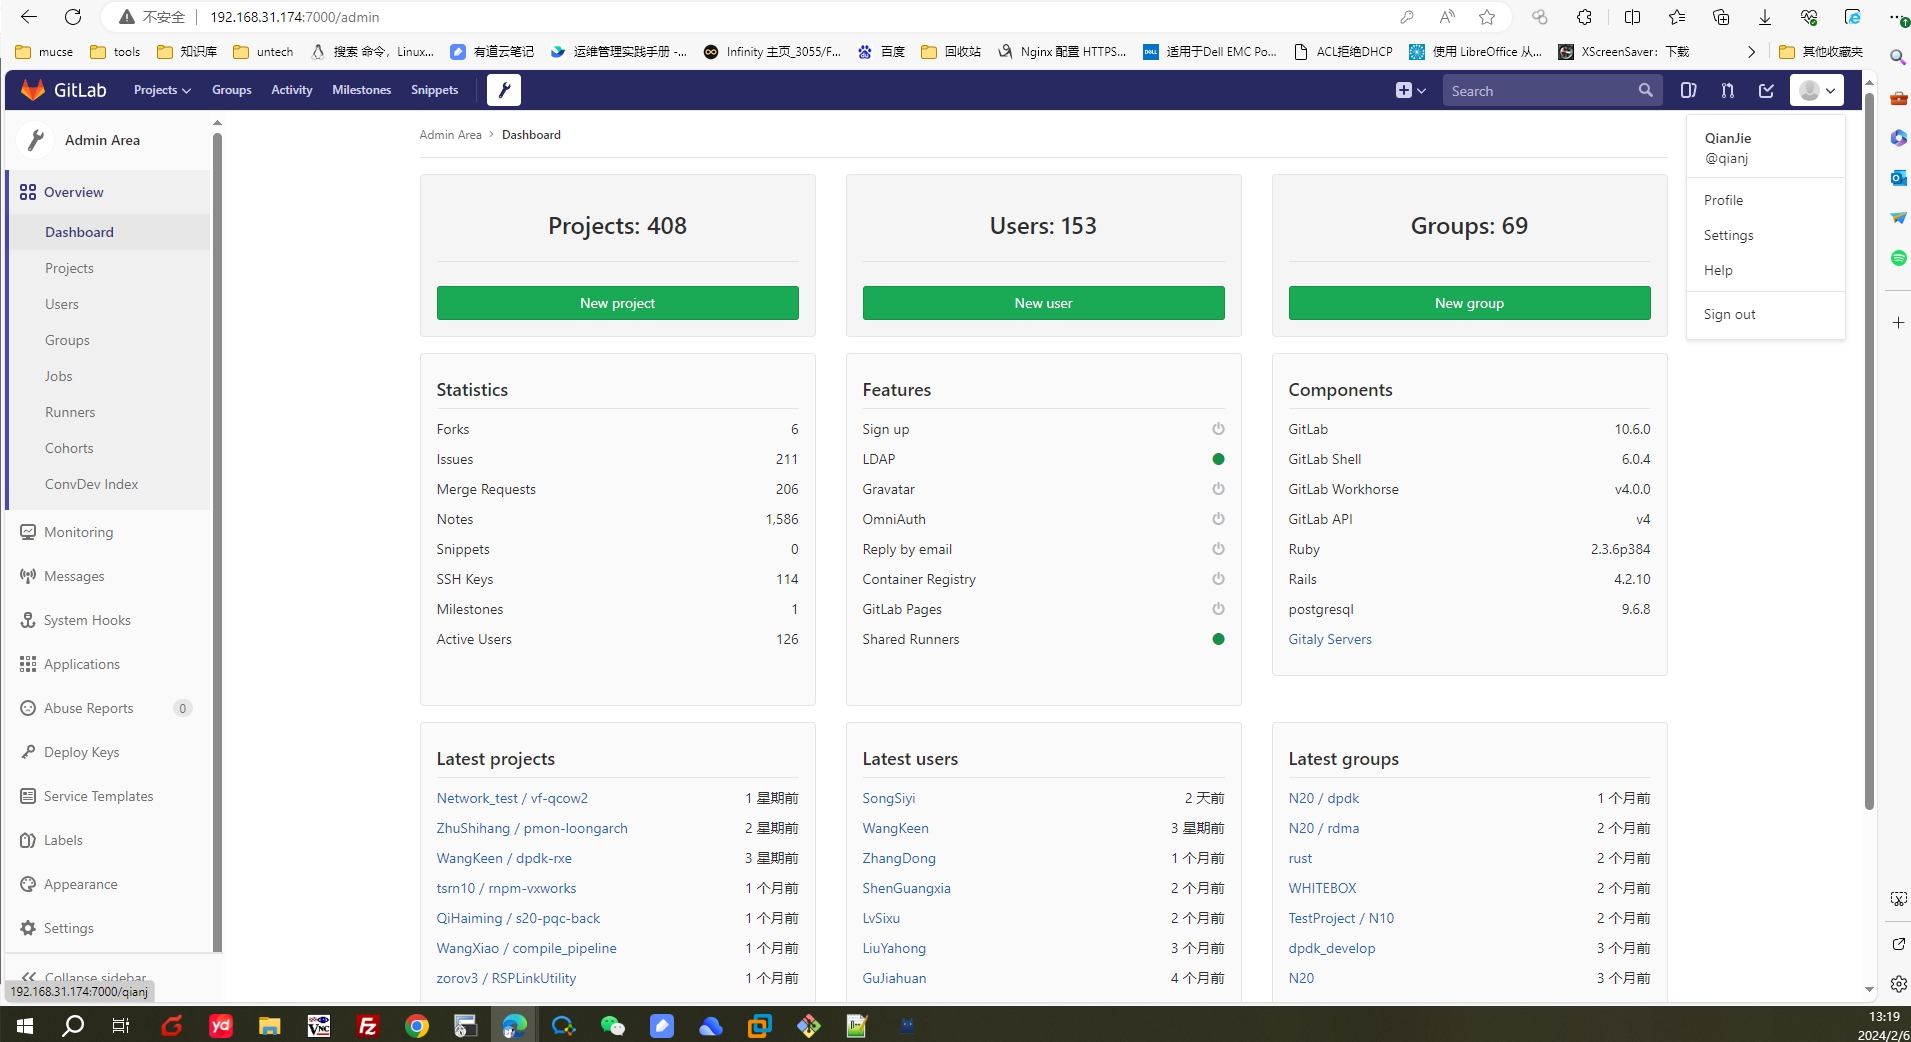 不安全
192.168.31.174:7000/admin
mucse
tools
知识库
untech
搜索 命令, Linux...
有道云笔记
运维管理实践手册 -...
Infinity 主页_3055/F...
百度
回收站
Nginx 配置 HTTPS...
适用于Dell EMC Po...
ACL拒绝DHCP
使用 LibreOffice 从...
XScreenSaver: 下载
其他收藏夹
GitLab
Projects
Groups
Activity
Milestones
Snippets
Search
Admin Area
Overview
Dashboard
Projects
Users
Groups
Jobs
Runners
Cohorts
ConvDev Index
Monitoring
Messages
System Hooks
Applications
Abuse Reports 0
Deploy Keys
Service Templates
Labels
Appearance
Settings
Collapse sidebar
192.168.31.174:7000/qianj
Admin Area > Dashboard
QianJie
@qianj
Profile
Settings
Help
Sign out
Projects: 408
New project
Users: 153
New user
Groups: 69
New group
Statistics
Forks 6
Issues 211
Merge Requests 206
Notes 1,586
Snippets 0
SSH Keys 114
Milestones 1
Active Users 126
Features
Sign up
LDAP
Gravatar
OmniAuth
Reply by email
Container Registry
GitLab Pages
Shared Runners
Components
GitLab 10.6.0
GitLab Shell 6.0.4
GitLab Workhorse v4.0.0
GitLab API v4
Ruby 2.3.6p384
Rails 4.2.10
postgresql 9.6.8
Gitaly Servers
Latest projects
Network_test / vf-qcow2 1 星期前
ZhuShihang / pmon-loongarch 2 星期前
WangKeen / dpdk-rxe 3 星期前
tsrn10 / rnpm-vxworks 1 个月前
QiHaiming / s20-pqc-back 1 个月前
WangXiao / compile_pipeline 1 个月前
zorov3 / RSPLinkUtility 1 个月前
Latest users
SongSiyi 2 天前
WangKeen 3 星期前
ZhangDong 1 个月前
ShenGuangxia 2 个月前
LvSixu 2 个月前
LiuYahong 3 个月前
GuJiahuan 4 个月前
Latest groups
N20 / dpdk 1 个月前
N20 / rdma 2 个月前
rust 2 个月前
WHITEBOX 2 个月前
TestProject / N10 2 个月前
dpdk_develop 3 个月前
N20 3 个月前
13:19
2024/2/6